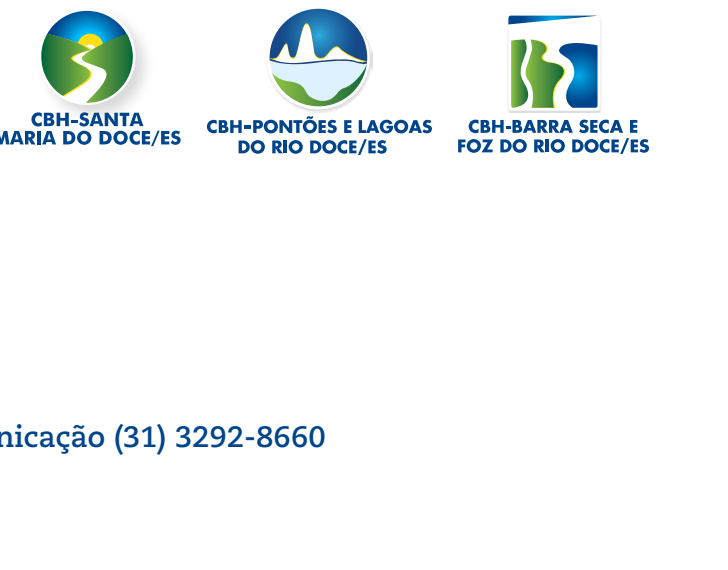 CBH-SANTA
MARIA DO DOCE/ES
CBH-PONTÕES E LAGOAS
DO RIO DOCE/ES
CBH-BARRA SECA E
FOZ DO RIO DOCE/ES
nicação (31) 3292-8660